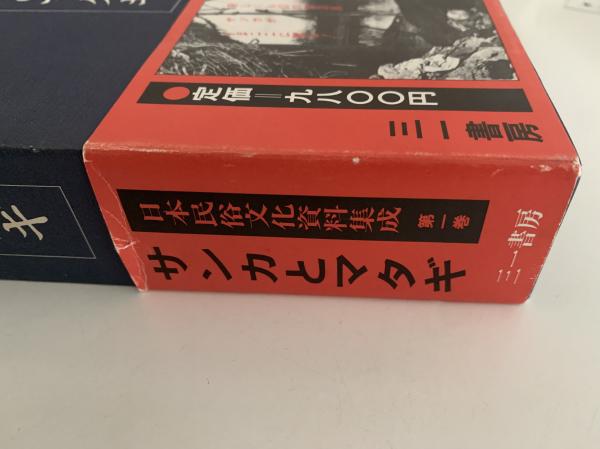 ●定価＝九八〇〇円
三一書房
日本民俗文化資料集成 第一巻
サンカとマタギ
三一書房
ギ